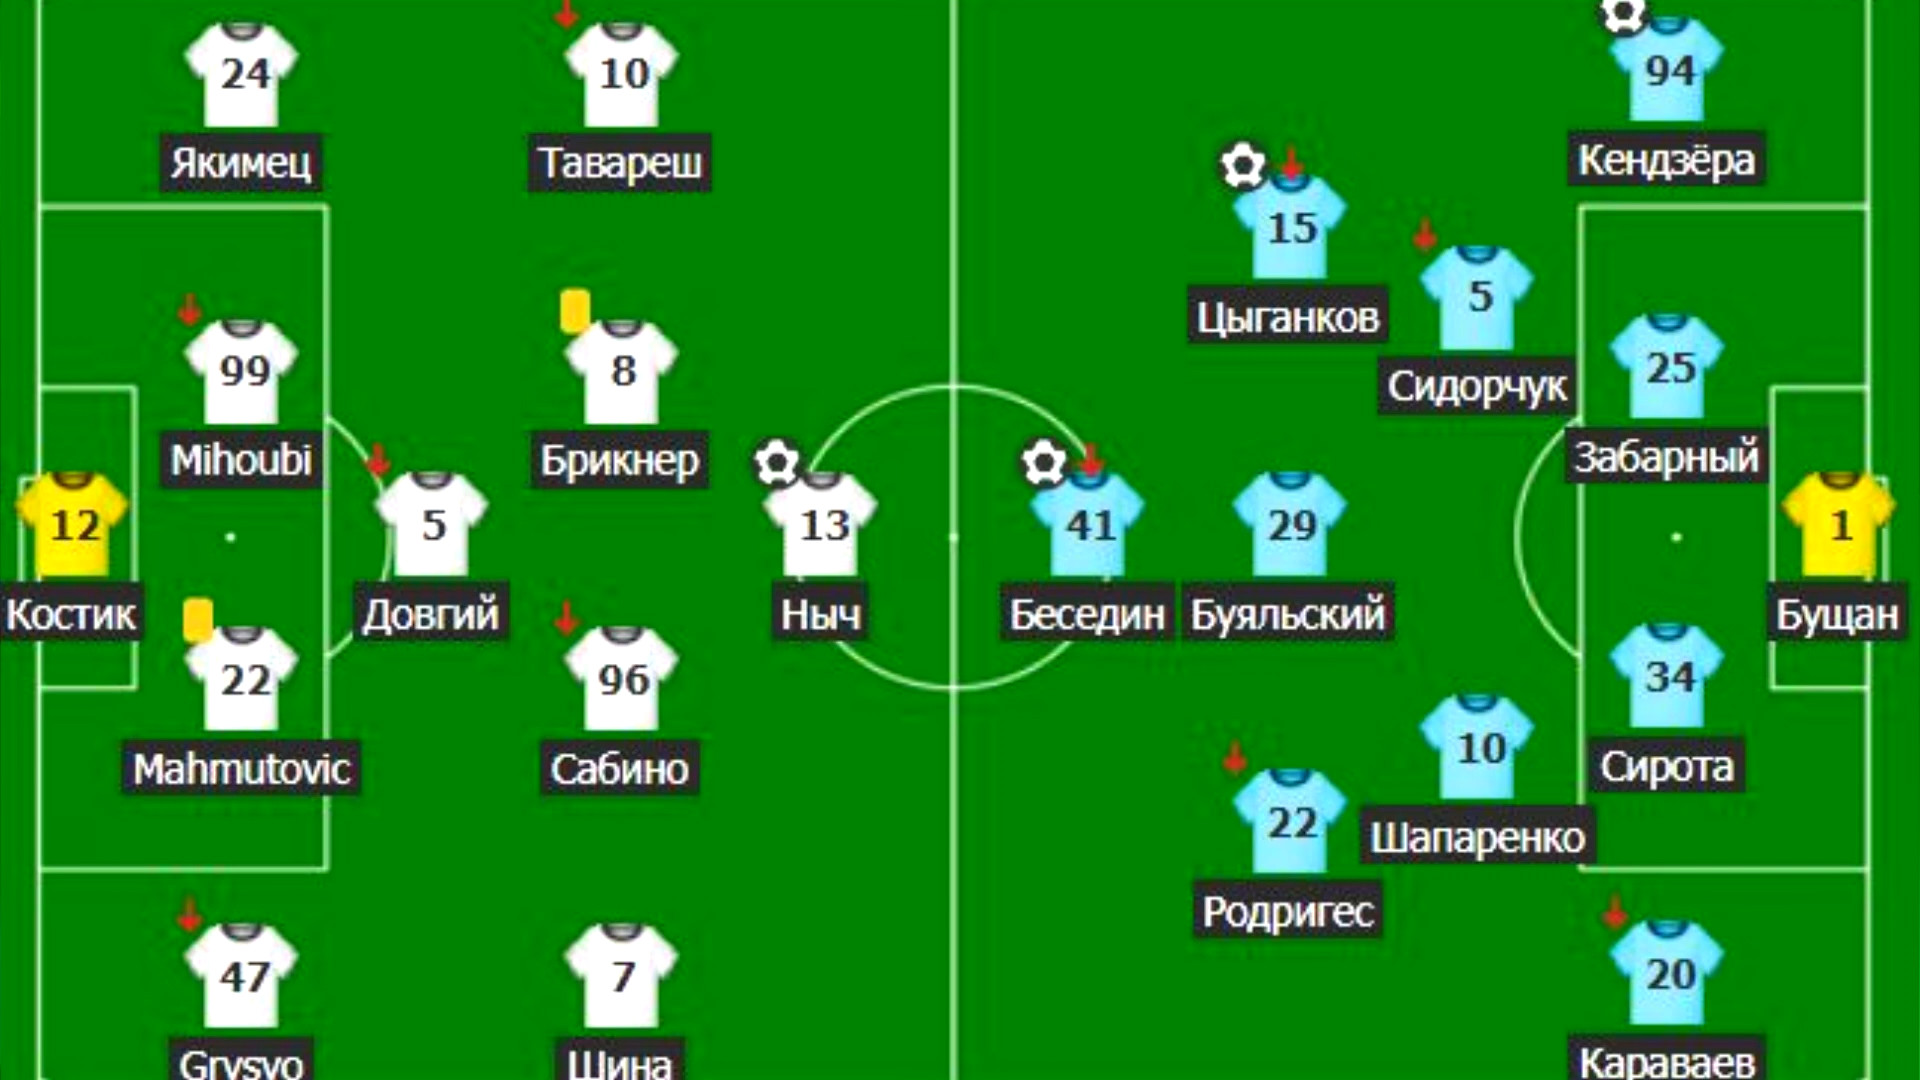 24
Якимец
10
Тавареш
94
Кендзёра
15
Цыганков
5
Сидорчук
99
Mihoubi
8
Брикнер
25
Забарный
12
Костик
5
Довгий
13
Ныч
41
Беседин
29
Буяльский
1
Бущан
22
Mahmutovic
96
Сабино
34
Сирота
10
Шапаренко
22
Родригес
47
Grysyo
7
Шина
20
Караваев